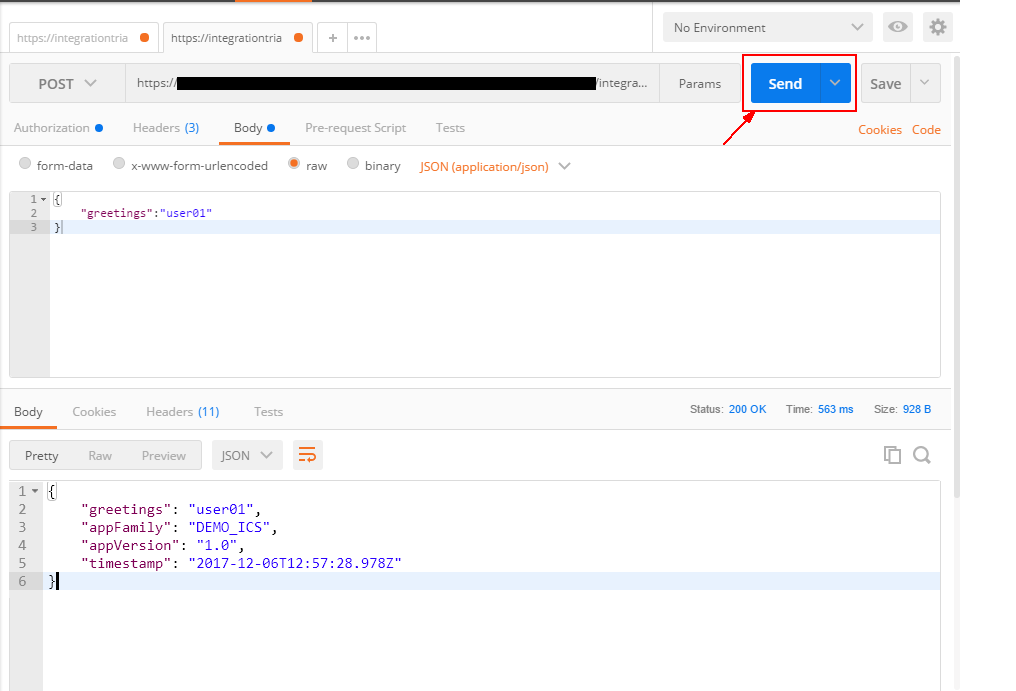 https://integrationtria https://integrationtria + ••• No Environment
POST https:// /integra... Params Send Save
Authorization Headers (3) Body Pre-request Script Tests Cookies Code
form-data x-www-form-urlencoded raw binary JSON (application/json)
1 {
2 "greetings":"user01"
3 }
Body Cookies Headers (11) Tests Status: 200 OK Time: 563 ms Size: 928 B
Pretty Raw Preview JSON
1 {
2 "greetings": "user01",
3 "appFamily": "DEMO_ICS",
4 "appVersion": "1.0",
5 "timestamp": "2017-12-06T12:57:28.978Z"
6 }